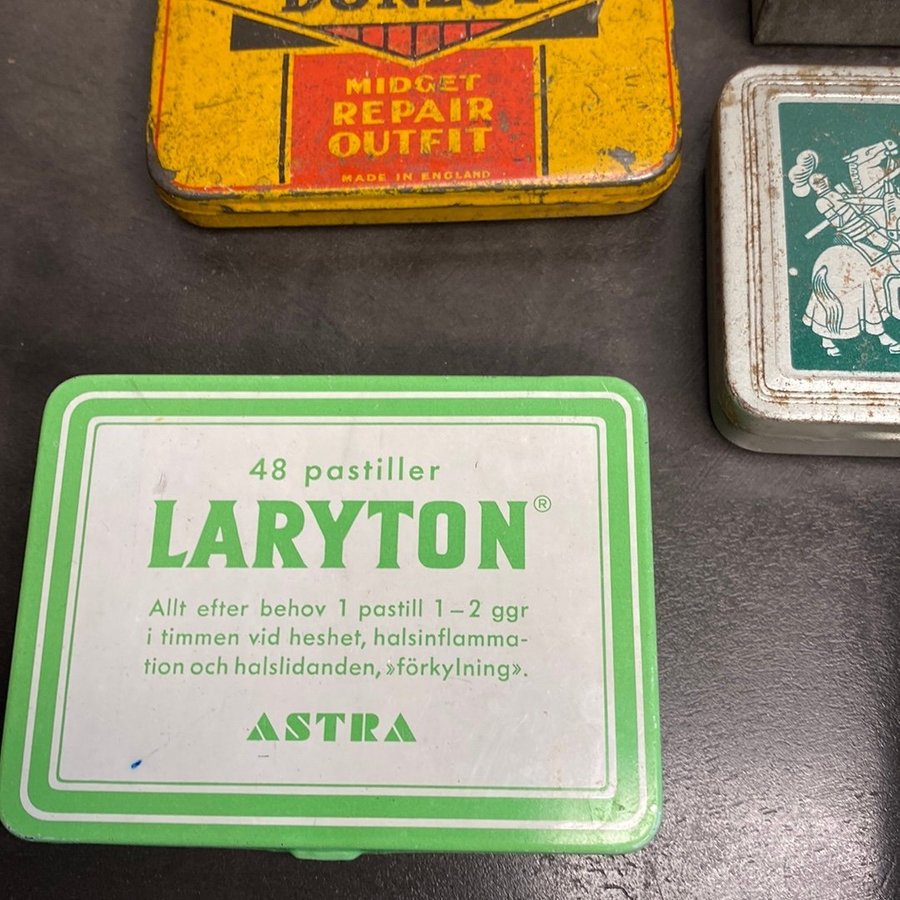 DUNLOP
MIDGET
REPAIR
OUTFIT
MADE IN ENGLAND
48 pastiller
LARYTON®
Allt efter behov 1 pastill 1–2 ggr
i timmen vid heshet, halsinflamma-
tion och halslidanden, »förkylning».
ASTRA